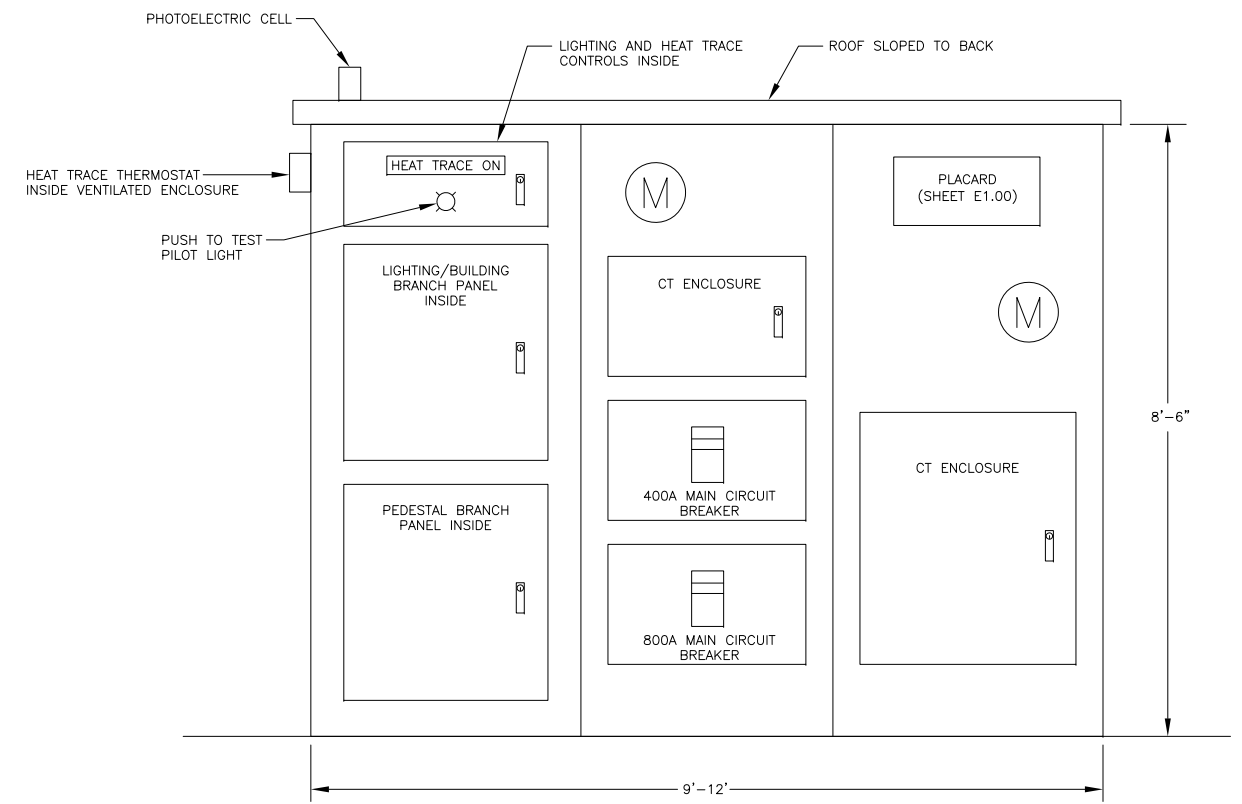 PHOTOELECTRIC CELL
LIGHTING AND HEAT TRACE
CONTROLS INSIDE
ROOF SLOPED TO BACK
HEAT TRACE THERMOSTAT
INSIDE VENTILATED ENCLOSURE
HEAT TRACE ON
PUSH TO TEST
PILOT LIGHT
LIGHTING/BUILDING
BRANCH PANEL
INSIDE
PEDESTAL BRANCH
PANEL INSIDE
M
CT ENCLOSURE
400A MAIN CIRCUIT
BREAKER
800A MAIN CIRCUIT
BREAKER
PLACARD
(SHEET E1.00)
M
CT ENCLOSURE
8'-6"
9'-12'